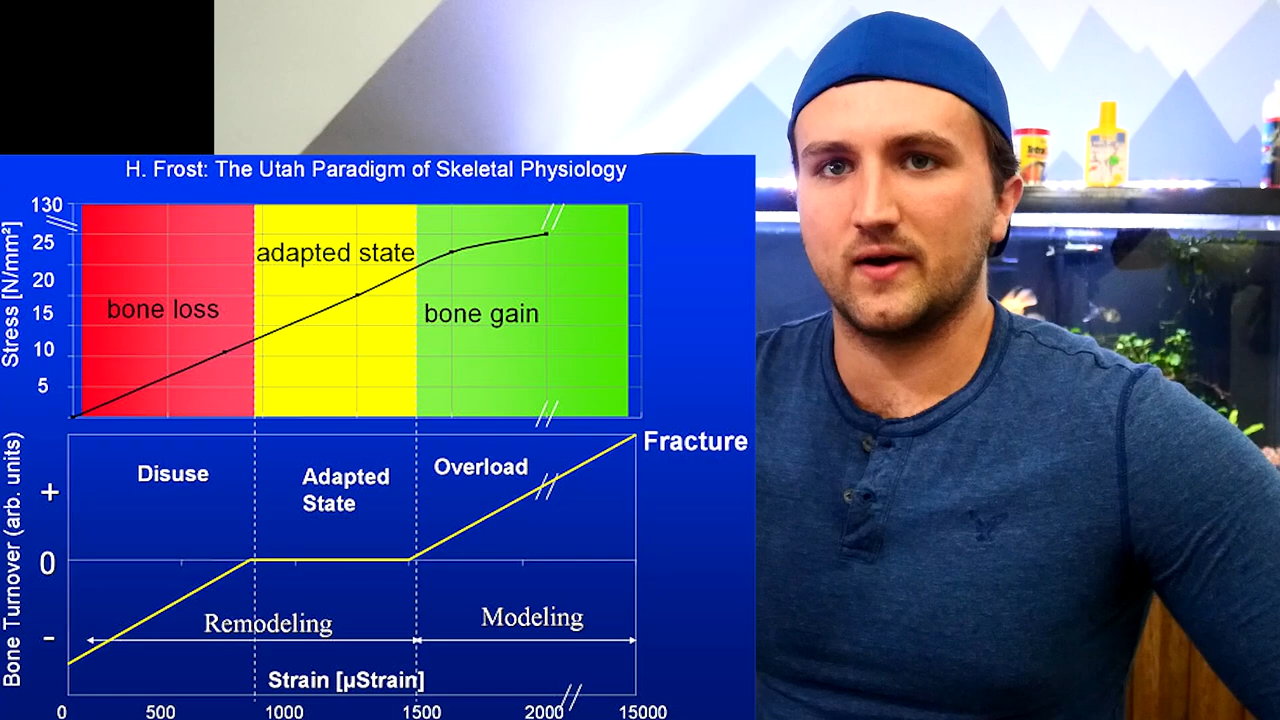 H. Frost: The Utah Paradigm of Skeletal Physiology
130
25
20
15
10
5
Stress [N/mm²]
bone loss
adapted state
bone gain
Fracture
Disuse
Adapted
State
Overload
+
0
-
Bone Turnover (arb. units)
Remodeling
Modeling
Strain [µStrain]
0 500 1000 1500 2000 15000